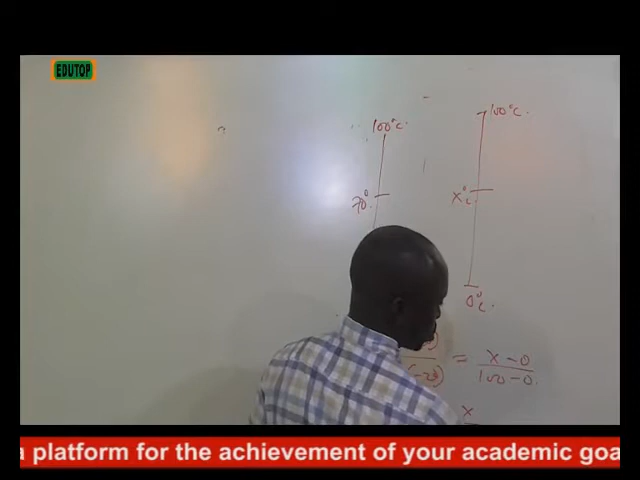 EDUTOP
100°c.
100°c.
70°.
x°c.
0°c.
= x-0
100-0.
x
a platform for the achievement of your academic goa